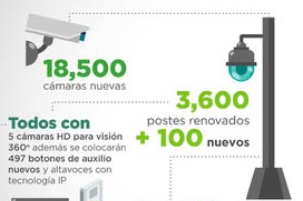 18,500
cámaras nuevas
3,600
postes renovados
+ 100 nuevos
Todos con
5 cámaras HD para visión
360° además se colocarán
497 botones de auxilio
nuevos y altavoces con
tecnología IP